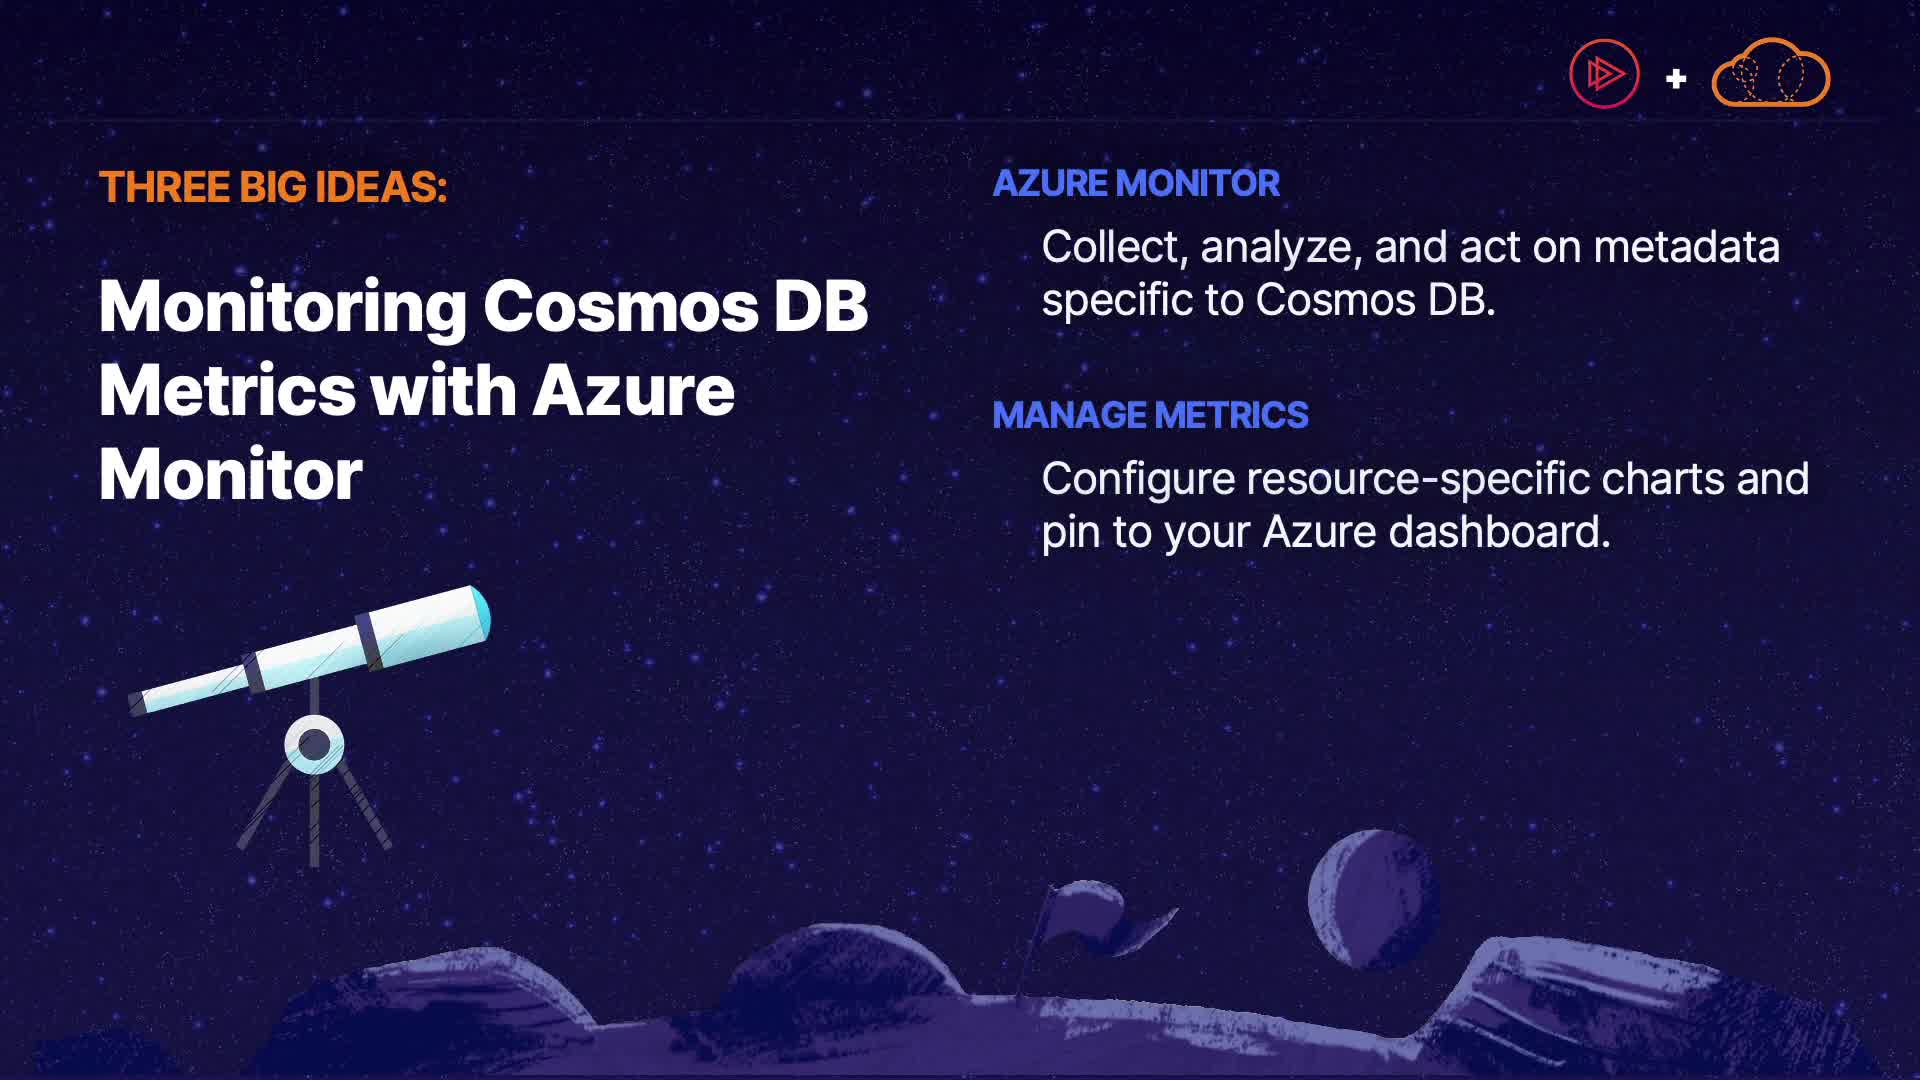 THREE BIG IDEAS:
Monitoring Cosmos DB
Metrics with Azure
Monitor
AZURE MONITOR
Collect, analyze, and act on metadata
specific to Cosmos DB.
MANAGE METRICS
Configure resource-specific charts and
pin to your Azure dashboard.